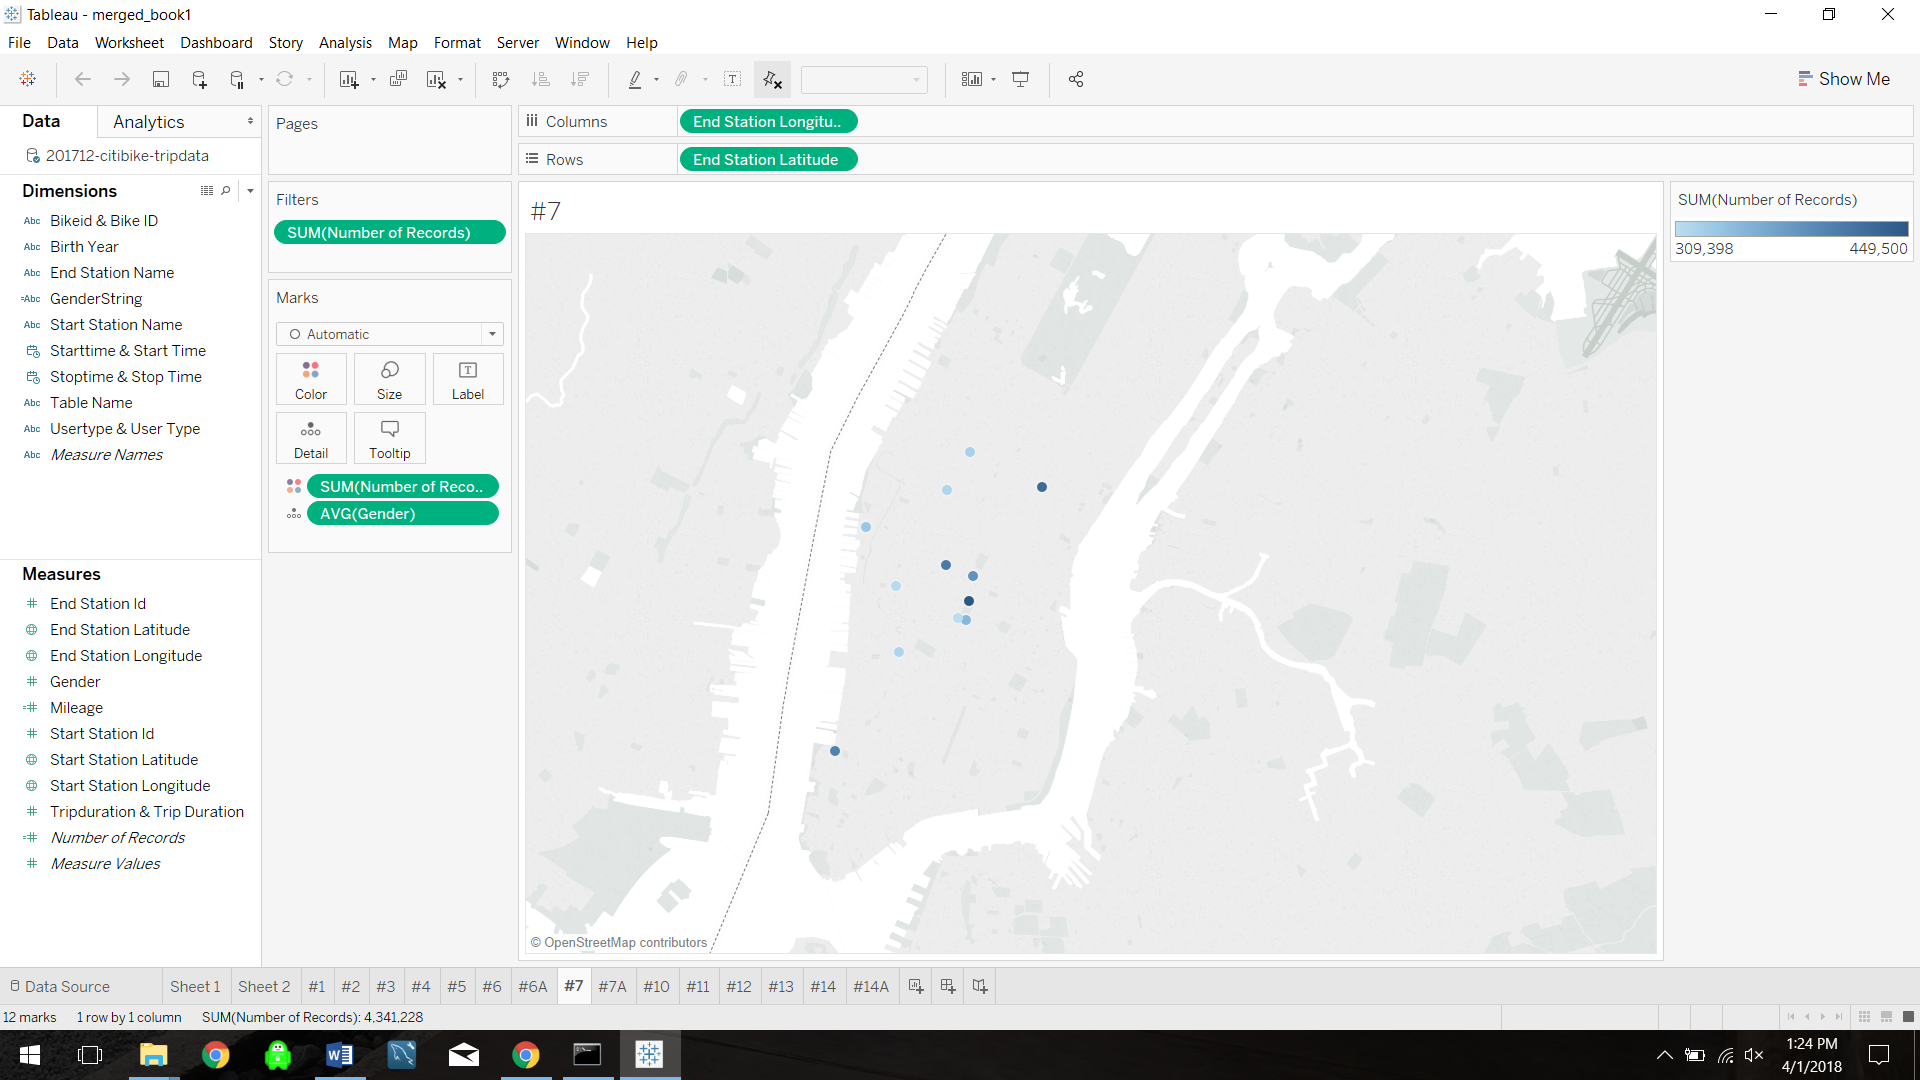 Tableau - merged_book1
File Data Worksheet Dashboard Story Analysis Map Format Server Window Help
Show Me
Data Analytics
201712-citibike-tripdata
Dimensions
Abc Bikeid & Bike ID
Abc Birth Year
Abc End Station Name
=Abc GenderString
Abc Start Station Name
Starttime & Start Time
Stoptime & Stop Time
Abc Table Name
Abc Usertype & User Type
Abc Measure Names
Measures
# End Station Id
End Station Latitude
End Station Longitude
# Gender
=# Mileage
# Start Station Id
Start Station Latitude
Start Station Longitude
# Tripduration & Trip Duration
=# Number of Records
# Measure Values
Pages
Filters
SUM(Number of Records)
Marks
Automatic
Color Size Label
Detail Tooltip
SUM(Number of Reco..
AVG(Gender)
Columns End Station Longitu..
Rows End Station Latitude
#7
© OpenStreetMap contributors
SUM(Number of Records)
309,398 449,500
Data Source Sheet 1 Sheet 2 #1 #2 #3 #4 #5 #6 #6A #7 #7A #10 #11 #12 #13 #14 #14A
12 marks 1 row by 1 column SUM(Number of Records): 4,341,228
1:24 PM
4/1/2018